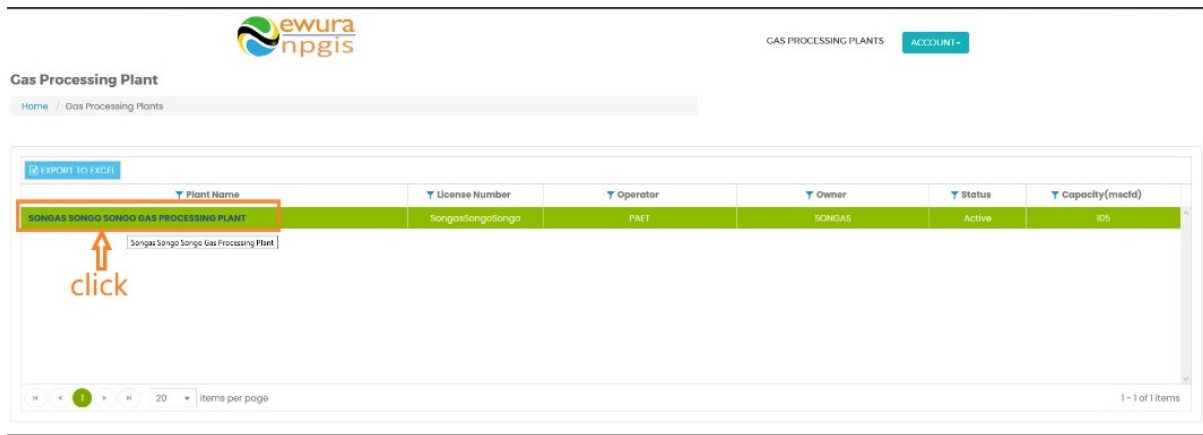 ewura
npgis
GAS PROCESSING PLANTS
ACCOUNT
Gas Processing Plant
Home / Gas Processing Plants
EXPORT TO EXCEL
Plant Name License Number Operator Owner Status Capacity(mscfd)
SONGAS SONGO SONGO GAS PROCESSING PLANT SongasSongoSongo PAET SONGAS Active 105
Songas Songo Songo Gas Processing Plant
click
1 20 items per page 1 - 1 of 1 items